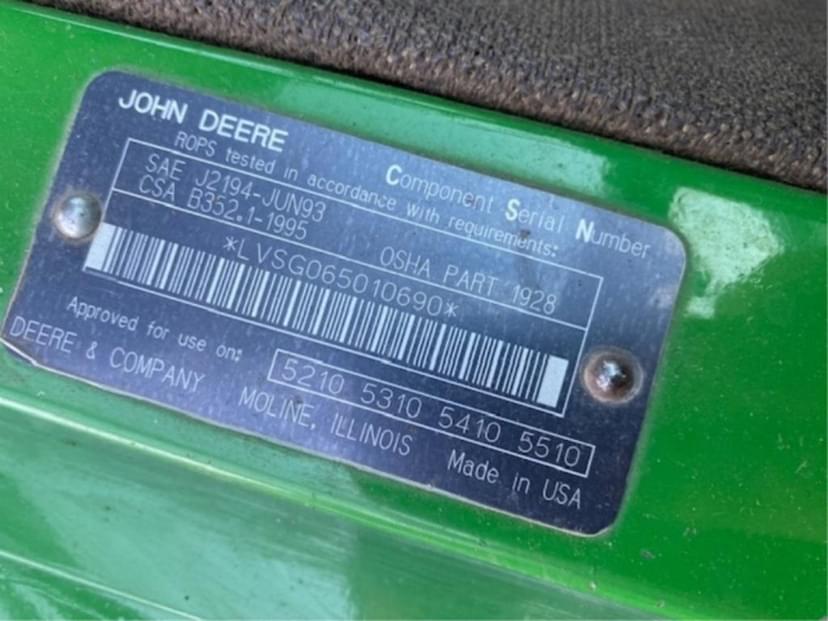 JOHN DEERE
Component Serial Number
ROPS tested in accordance with requirements:
SAE J2194-JUN93
CSA B352.1-1995
OSHA PART 1928
*LVSG065010690*
Approved for use on:
5210 5310 5410 5510
DEERE & COMPANY MOLINE, ILLINOIS Made in USA